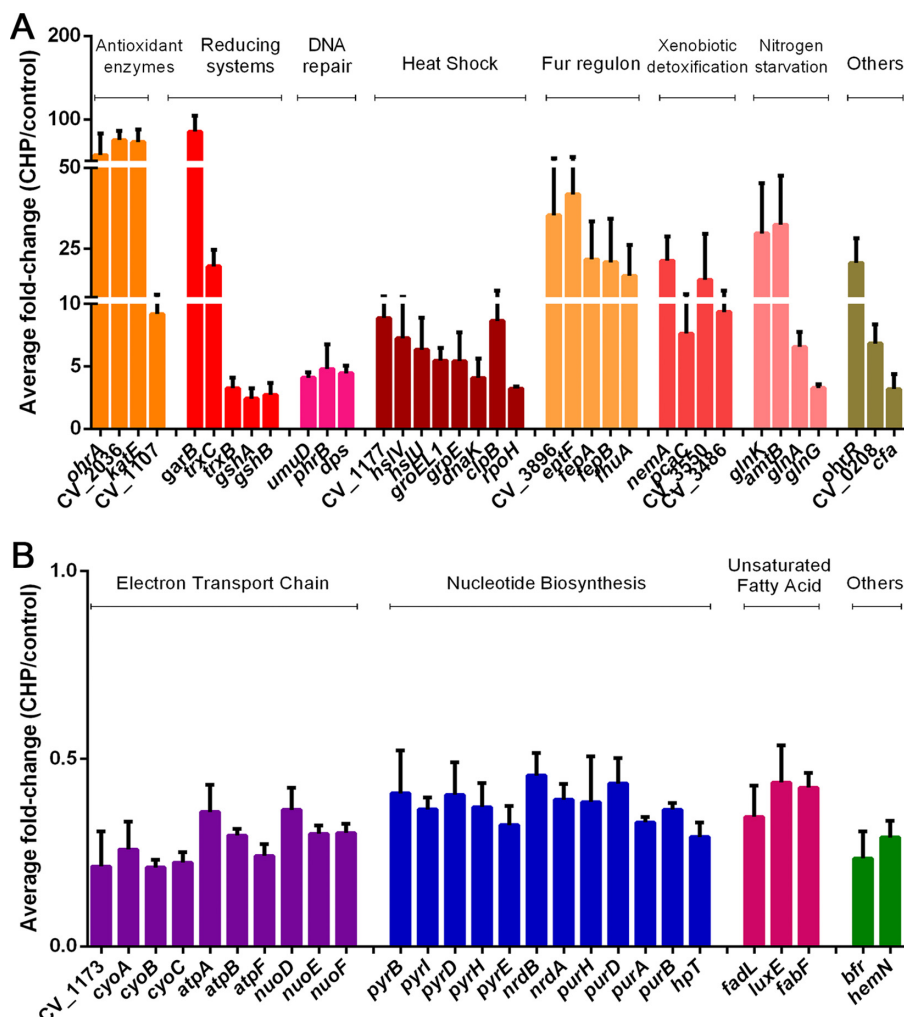 A
Antioxidant enzymes
Reducing systems
DNA repair
Heat Shock
Fur regulon
Xenobiotic detoxification
Nitrogen starvation
Others
Average fold-change (CHP/control)
200
100
50
25
10
5
0
ohrA
CV_2036
katE
CV_1107
garB
trxC
trxB
gshA
gshB
umuD
phrB
dps
CV_1177
hslV
hslU
groEL1
grpE
dnaK
clpB
rpoH
CV_3896
entF
fepA
fepB
fhuA
nemA
pcaC
CV_3550
CV_3486
glnK
amtB
glnA
glnG
ohrR
CV_0208
cfa
B
Electron Transport Chain
Nucleotide Biosynthesis
Unsaturated Fatty Acid
Others
Average fold-change (CHP/control)
1.0
0.5
0.0
CV_1173
cyoA
cyoB
cyoC
atpA
atpB
atpF
nuoD
nuoE
nuoF
pyrB
pyrI
pyrD
pyrH
pyrE
nrdB
nrdA
purH
purD
purA
purB
hpT
fadL
luxE
fabF
bfr
hemN